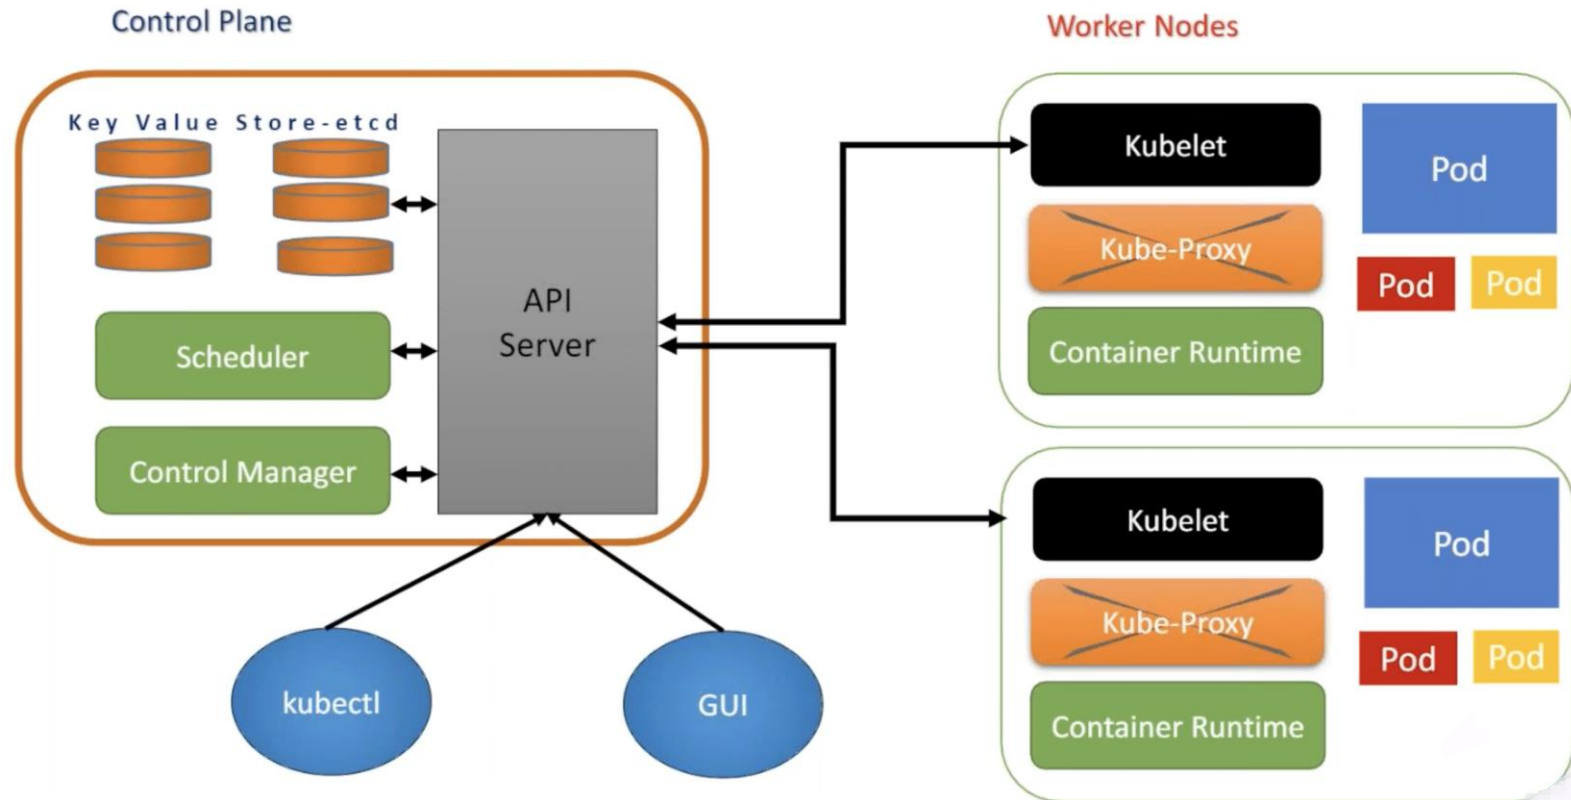 Control Plane
Worker Nodes
Key Value Store-etcd
API
Server
Scheduler
Control Manager
kubectl
GUI
Kubelet
Kube-Proxy
Container Runtime
Pod
Pod
Pod
Kubelet
Kube-Proxy
Container Runtime
Pod
Pod
Pod